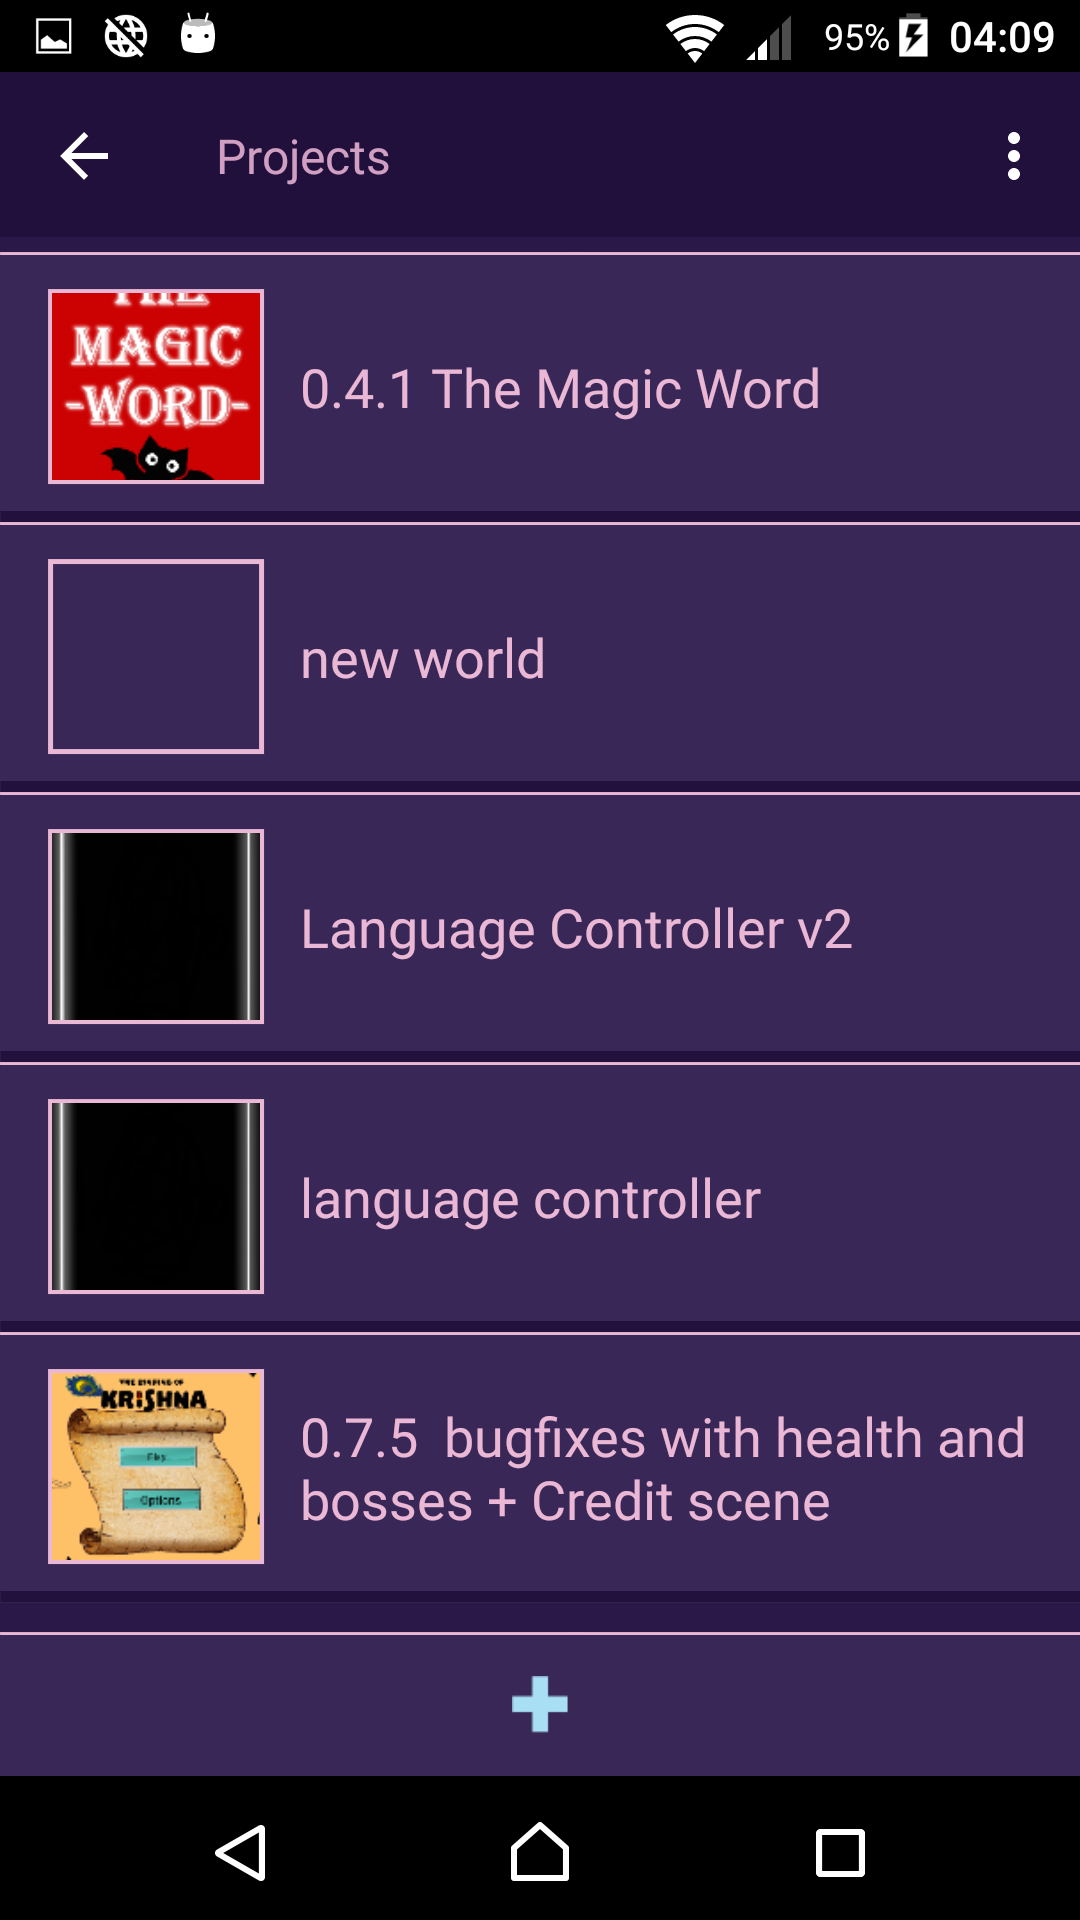 95% 04:09
Projects
THE
MAGIC
-WORD-
0.4.1 The Magic Word
new world
Language Controller v2
language controller
THE BINDING OF
KRISHNA
Play
Options
0.7.5  bugfixes with health and
bosses + Credit scene